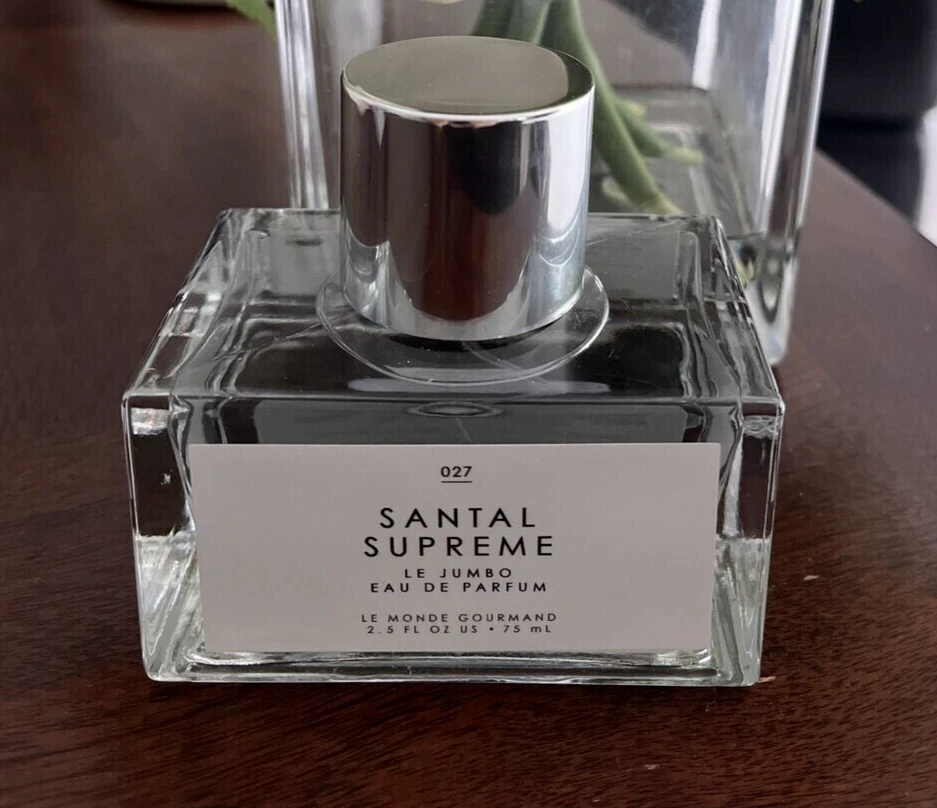 027
SANTAL
SUPREME
LE JUMBO
EAU DE PARFUM
LE MONDE GOURMAND
2.5 FL OZ US • 75 mL